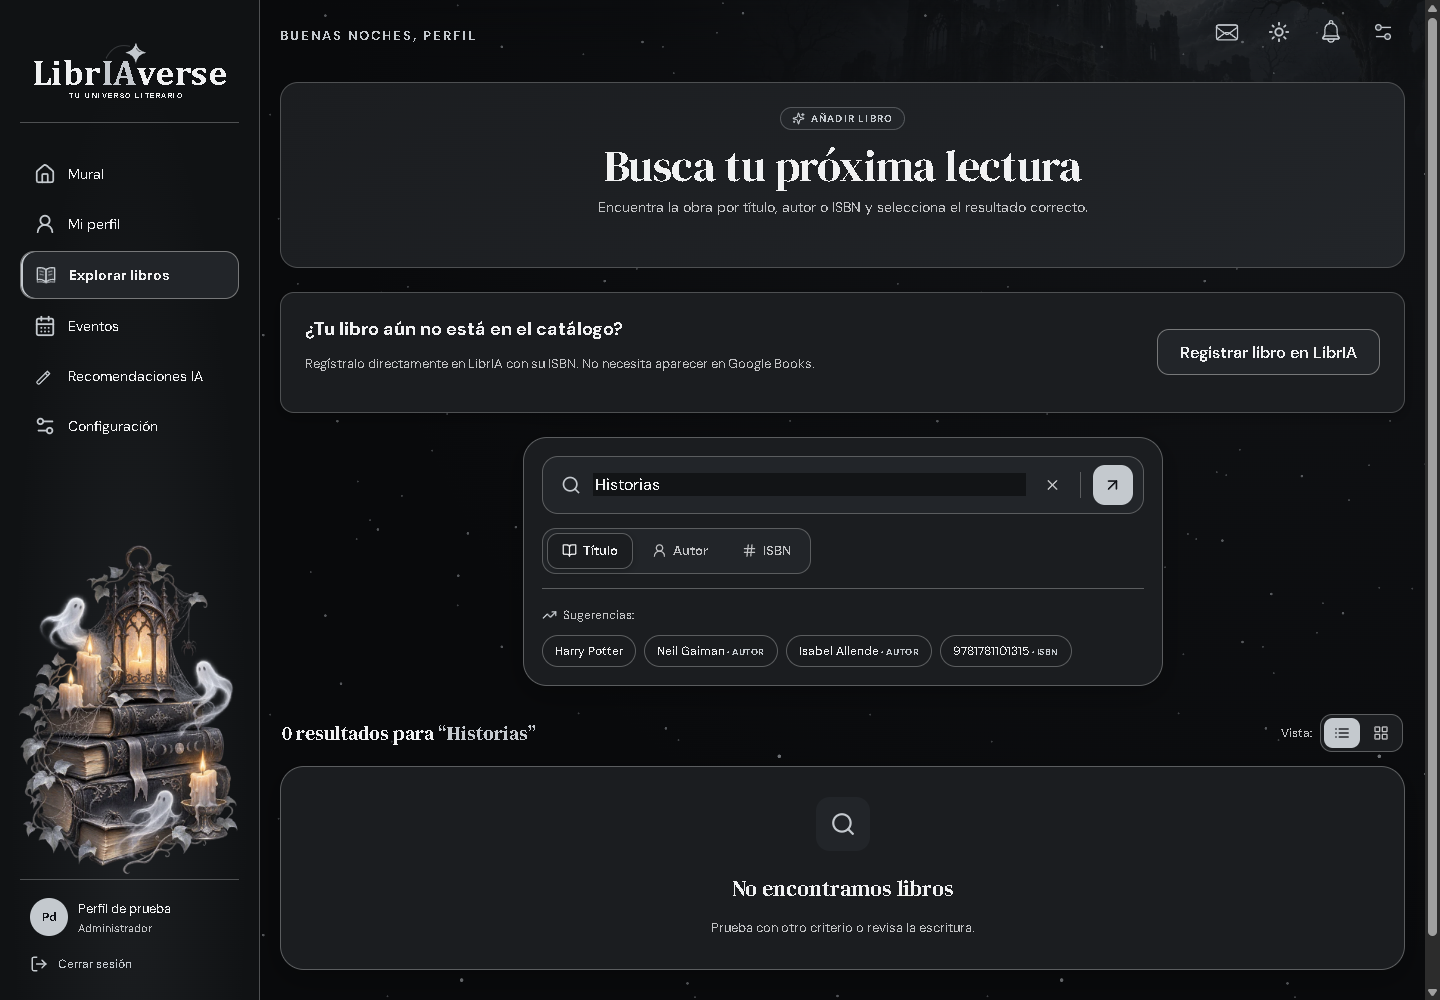 LibrIAverse
TU UNIVERSO LITERARIO
Mural
Mi perfil
Explorar libros
Eventos
Recomendaciones IA
Configuración
Pd
Perfil de prueba
Administrador
Cerrar sesión
BUENAS NOCHES, PERFIL
AÑADIR LIBRO
Busca tu próxima lectura
Encuentra la obra por título, autor o ISBN y selecciona el resultado correcto.
¿Tu libro aún no está en el catálogo?
Regístralo directamente en LibrIA con su ISBN. No necesita aparecer en Google Books.
Registrar libro en LibrIA
Historias
Título
Autor
ISBN
Sugerencias:
Harry Potter
Neil Gaiman · AUTOR
Isabel Allende · AUTOR
9781781101315 · ISBN
0 resultados para “Historias”
Vista:
No encontramos libros
Prueba con otro criterio o revisa la escritura.